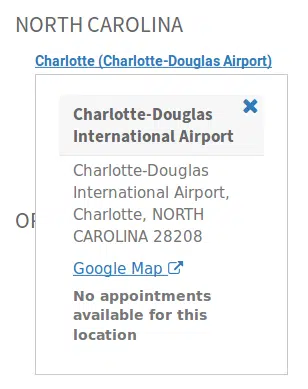 NORTH CAROLINA
Charlotte (Charlotte-Douglas Airport)
Charlotte-Douglas
International Airport
Charlotte-Douglas
International Airport,
Charlotte, NORTH
CAROLINA 28208
Google Map
No appointments
available for this
location